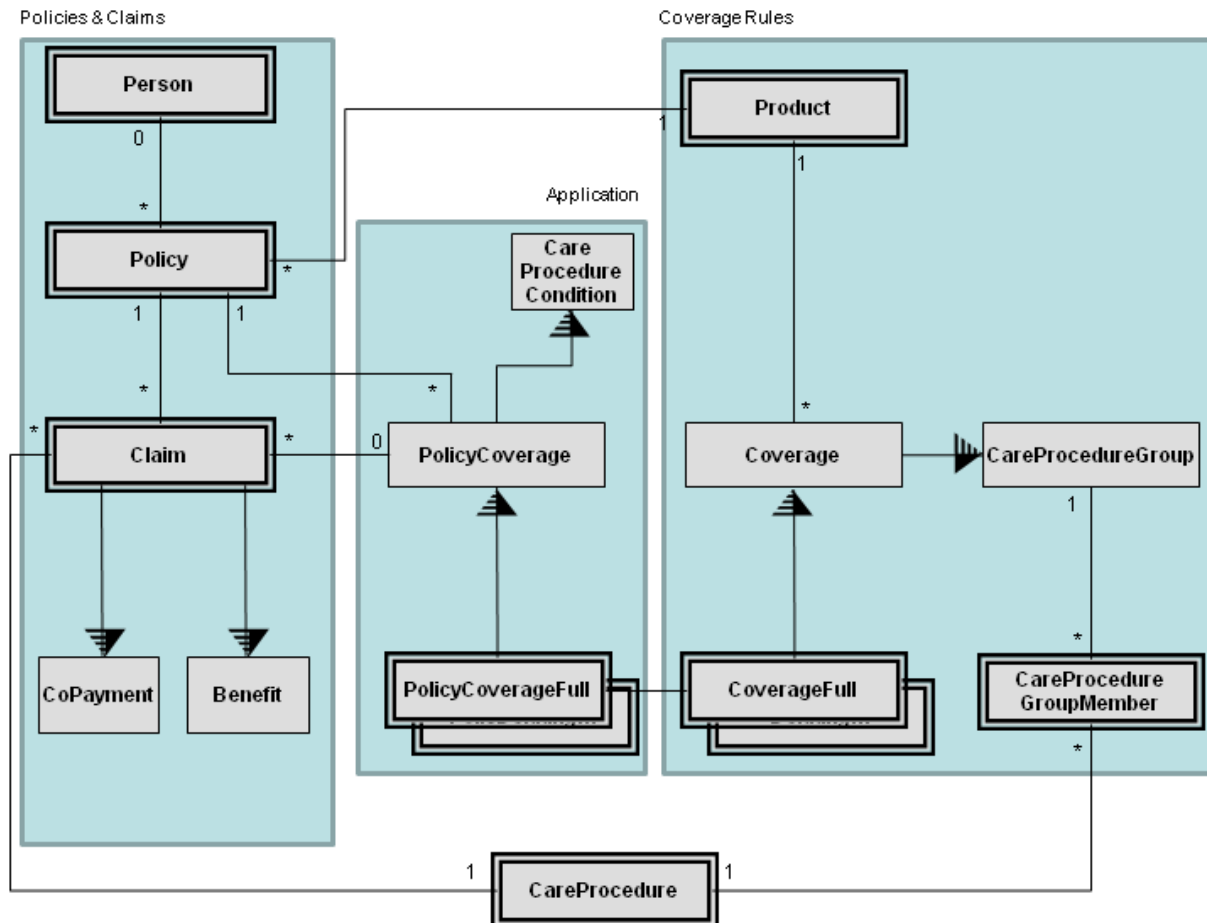 Policies & Claims
Coverage Rules
Person
0
*
Product
1
1
Application
Policy
*
1
1
Care
Procedure
Condition
*
*
*
Claim
*
0
PolicyCoverage
*
Coverage
CareProcedureGroup
1
*
CoPayment
Benefit
PolicyCoverageFull
CoverageFull
CareProcedure
GroupMember
*
1
CareProcedure
1